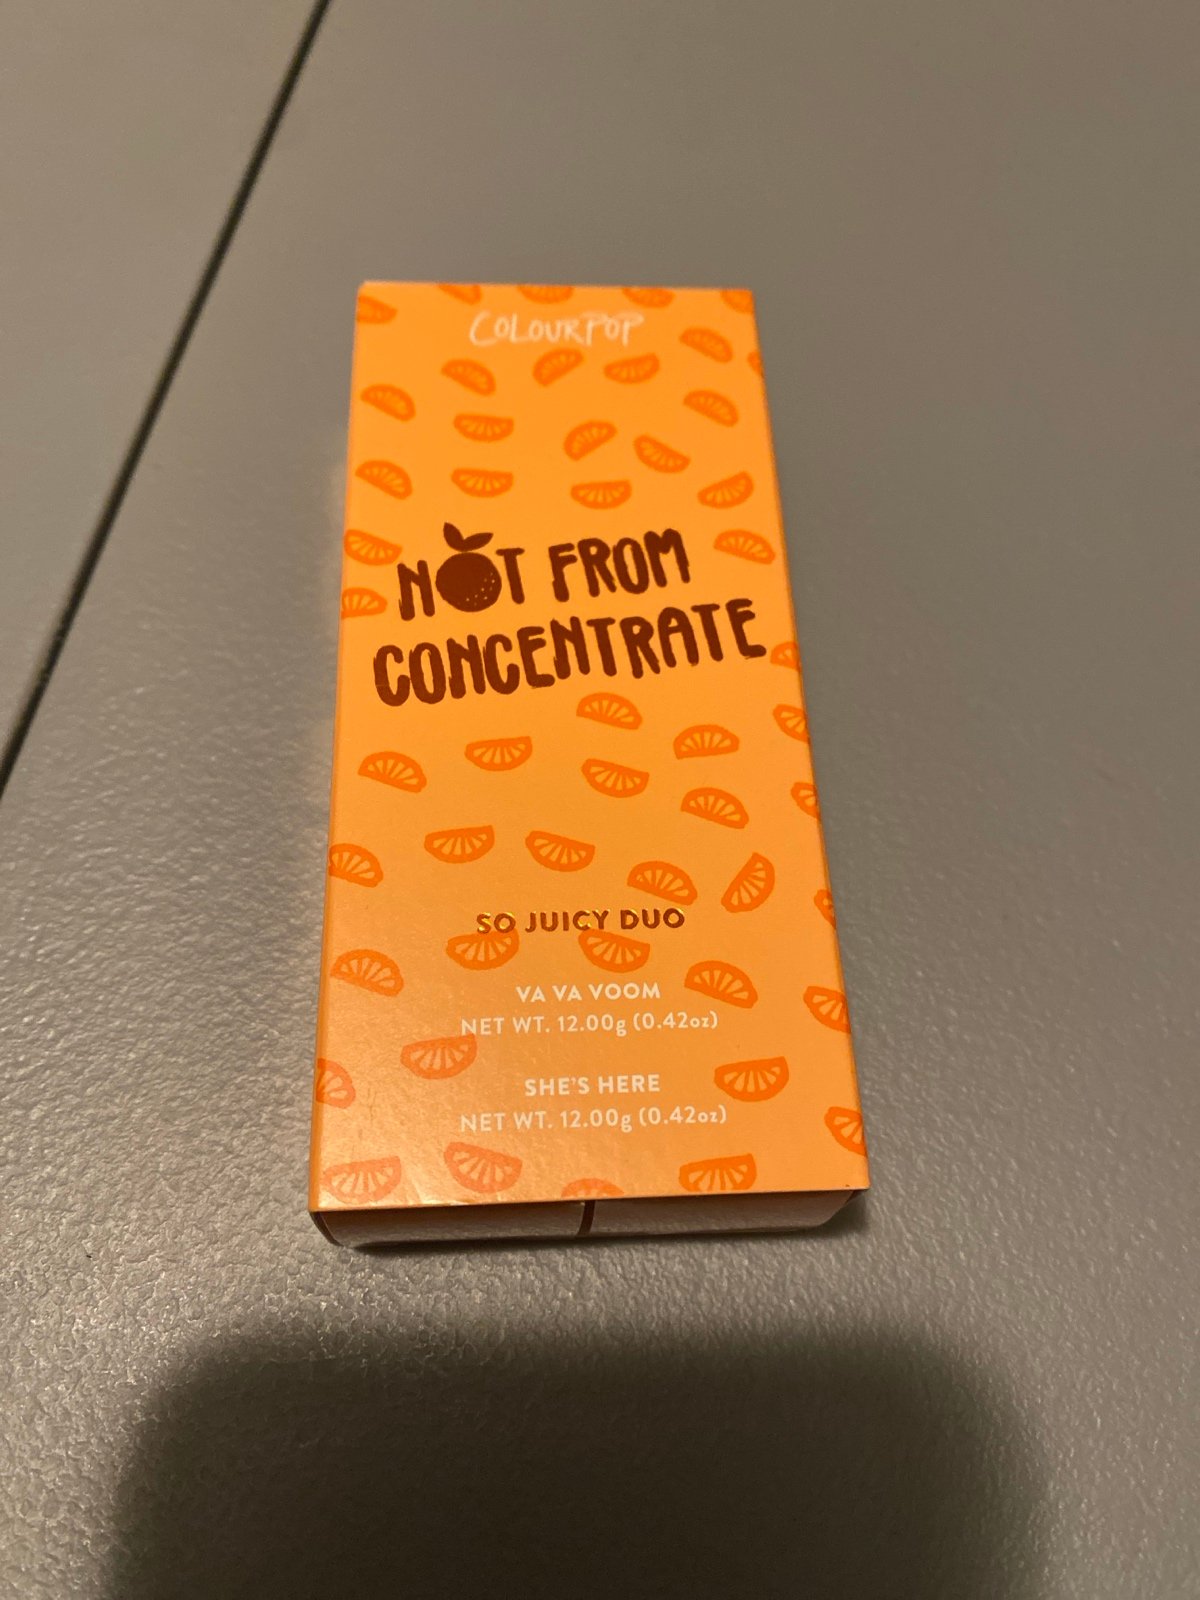 COLOURPOP
NOT FROM
CONCENTRATE
SO JUICY DUO
VA VA VOOM
NET WT. 12.00g (0.42oz)
SHE'S HERE
NET WT. 12.00g (0.42oz)